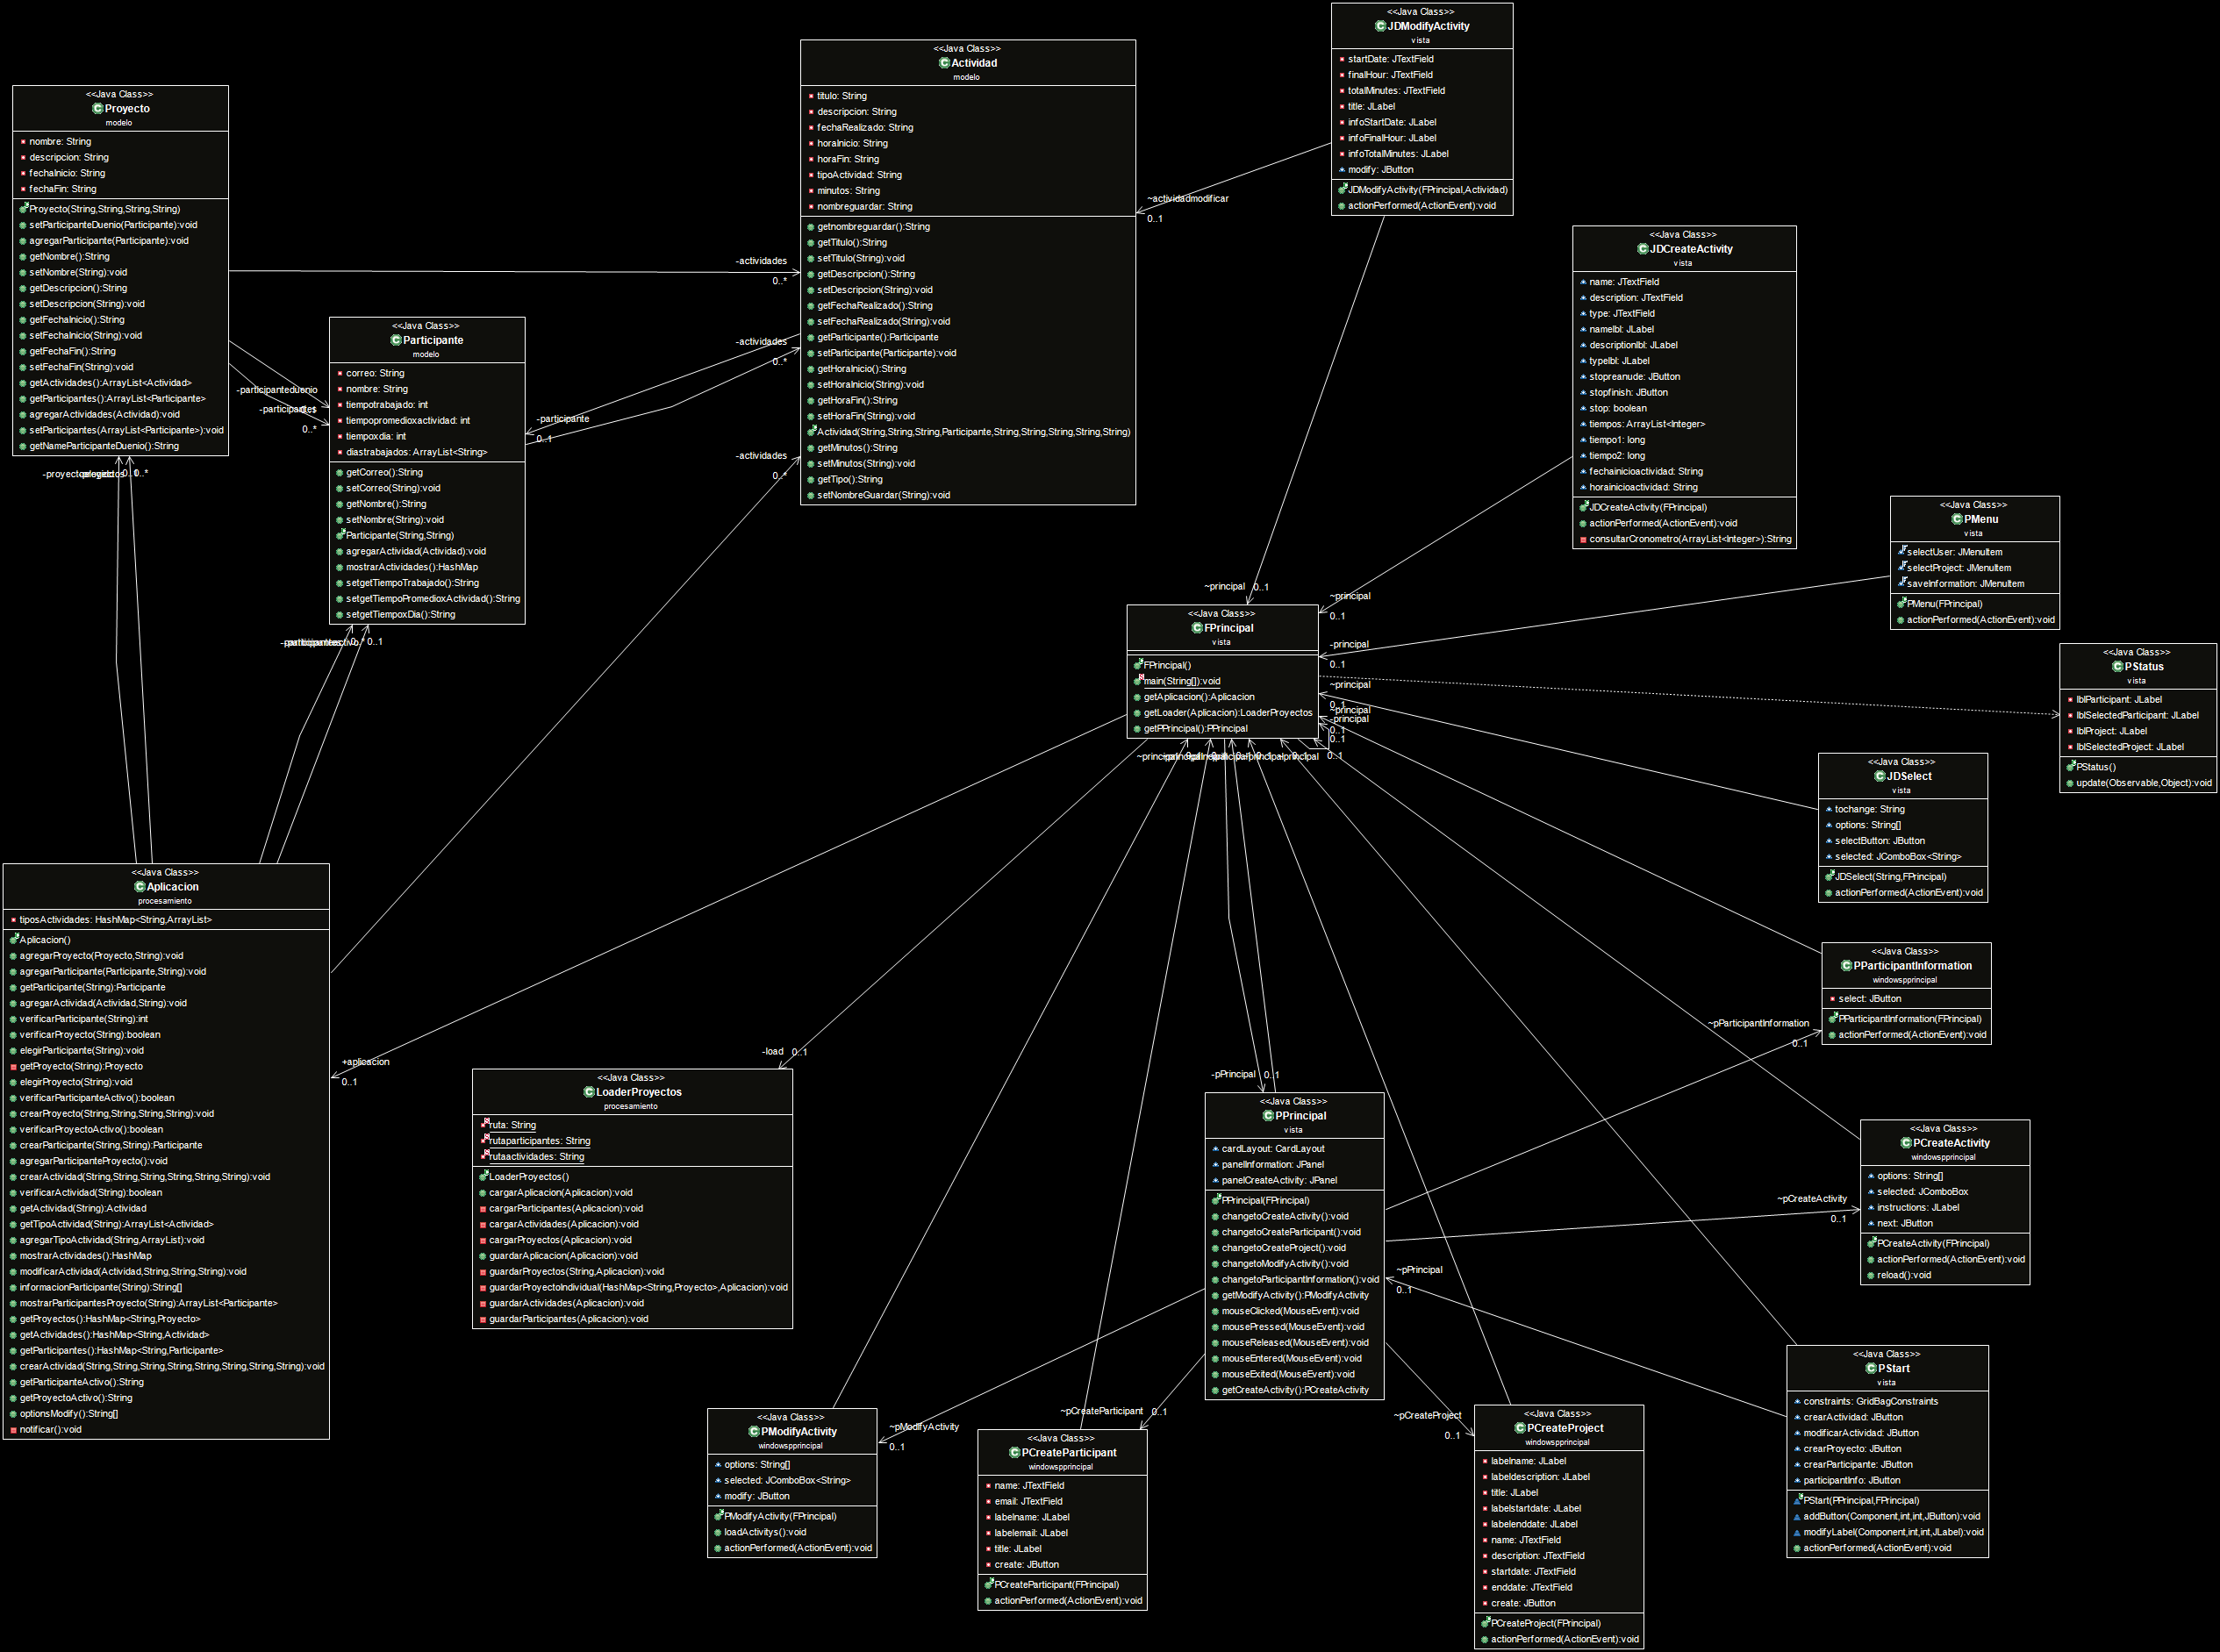 <<Java Class>>
Proyecto
modelo
nombre: String
descripcion: String
fechaInicio: String
fechaFin: String
Proyecto(String,String,String,String)
setParticipanteDuenio(Participante):void
agregarParticipante(Participante):void
getNombre():String
setNombre(String):void
getDescripcion():String
setDescripcion(String):void
getFechaInicio():String
setFechaInicio(String):void
getFechaFin():String
setFechaFin(String):void
getActividades():ArrayList<Actividad>
getParticipantes():ArrayList<Participante>
agregarActividades(Actividad):void
setParticipantes(ArrayList<Participante>):void
getNameParticipanteDuenio():String
<<Java Class>>
Participante
modelo
correo: String
nombre: String
tiempotrabajado: int
tiempopromedioxactividad: int
tiempoxdia: int
diastrabajados: ArrayList<String>
getCorreo():String
setCorreo(String):void
getNombre():String
setNombre(String):void
Participante(String,String)
agregarActividad(Actividad):void
mostrarActividades():HashMap
setgetTiempoTrabajado():String
setgetTiempoPromedioxActividad():String
setgetTiempoxDia():String
<<Java Class>>
Actividad
modelo
titulo: String
descripcion: String
fechaRealizado: String
horaInicio: String
horaFin: String
tipoActividad: String
minutos: String
nombreguardar: String
getnombreguardar():String
getTitulo():String
setTitulo(String):void
getDescripcion():String
setDescripcion(String):void
getFechaRealizado():String
setFechaRealizado(String):void
getParticipante():Participante
setParticipante(Participante):void
getHoraInicio():String
setHoraInicio(String):void
getHoraFin():String
setHoraFin(String):void
Actividad(String,String,String,Participante,String,String,String,String,String)
getMinutos():String
setMinutos(String):void
getTipo():String
setNombreGuardar(String):void
<<Java Class>>
JDModifyActivity
vista
startDate: JTextField
finalHour: JTextField
totalMinutes: JTextField
title: JLabel
infoStartDate: JLabel
infoFinalHour: JLabel
infoTotalMinutes: JLabel
modify: JButton
JDModifyActivity(FPrincipal,Actividad)
actionPerformed(ActionEvent):void
<<Java Class>>
JDCreateActivity
vista
name: JTextField
description: JTextField
type: JTextField
namelbl: JLabel
descriptionlbl: JLabel
typelbl: JLabel
stopreanude: JButton
stopfinish: JButton
stop: boolean
tiempos: ArrayList<Integer>
tiempo1: long
tiempo2: long
fechainicioactividad: String
horainicioactividad: String
JDCreateActivity(FPrincipal)
actionPerformed(ActionEvent):void
consultarCronometro(ArrayList<Integer>):String
<<Java Class>>
PMenu
vista
selectUser: JMenuItem
selectProject: JMenuItem
saveInformation: JMenuItem
PMenu(FPrincipal)
actionPerformed(ActionEvent):void
<<Java Class>>
PStatus
vista
lblParticipant: JLabel
lblSelectedParticipant: JLabel
lblProject: JLabel
lblSelectedProject: JLabel
PStatus()
update(Observable,Object):void
<<Java Class>>
FPrincipal
vista
FPrincipal()
main(String[]):void
getAplicacion():Aplicacion
getLoader(Aplicacion):LoaderProyectos
getPPrincipal():PPrincipal
<<Java Class>>
JDSelect
vista
tochange: String
options: String[]
selectButton: JButton
selected: JComboBox<String>
JDSelect(String,FPrincipal)
actionPerformed(ActionEvent):void
<<Java Class>>
Aplicacion
procesamiento
tiposActividades: HashMap<String,ArrayList>
Aplicacion()
agregarProyecto(Proyecto,String):void
agregarParticipante(Participante,String):void
getParticipante(String):Participante
agregarActividad(Actividad,String):void
verificarParticipante(String):int
verificarProyecto(String):boolean
elegirParticipante(String):void
getProyecto(String):Proyecto
elegirProyecto(String):void
verificarParticipanteActivo():boolean
crearProyecto(String,String,String,String):void
verificarProyectoActivo():boolean
crearParticipante(String,String):Participante
agregarParticipanteProyecto():void
crearActividad(String,String,String,String,String,String):void
verificarActividad(String):boolean
getActividad(String):Actividad
getTipoActividad(String):ArrayList<Actividad>
agregarTipoActividad(String,ArrayList):void
mostrarActividades():HashMap
modificarActividad(Actividad,String,String,String):void
informacionParticipante(String):String[]
mostrarParticipantesProyecto(String):ArrayList<Participante>
getProyectos():HashMap<String,Proyecto>
getActividades():HashMap<String,Actividad>
getParticipantes():HashMap<String,Participante>
crearActividad(String,String,String,String,String,String,String,String):void
getParticipanteActivo():String
getProyectoActivo():String
optionsModify():String[]
notificar():void
<<Java Class>>
LoaderProyectos
procesamiento
ruta: String
rutaparticipantes: String
rutaactividades: String
LoaderProyectos()
cargarAplicacion(Aplicacion):void
cargarParticipantes(Aplicacion):void
cargarActividades(Aplicacion):void
cargarProyectos(Aplicacion):void
guardarAplicacion(Aplicacion):void
guardarProyectos(String,Aplicacion):void
guardarProyectoIndividual(HashMap<String,Proyecto>,Aplicacion):void
guardarActividades(Aplicacion):void
guardarParticipantes(Aplicacion):void
<<Java Class>>
PPrincipal
vista
cardLayout: CardLayout
panelInformation: JPanel
panelCreateActivity: JPanel
PPrincipal(FPrincipal)
changetoCreateActivity():void
changetoCreateParticipant():void
changetoCreateProject():void
changetoModifyActivity():void
changetoParticipantInformation():void
getModifyActivity():PModifyActivity
mouseClicked(MouseEvent):void
mousePressed(MouseEvent):void
mouseReleased(MouseEvent):void
mouseEntered(MouseEvent):void
mouseExited(MouseEvent):void
getCreateActivity():PCreateActivity
<<Java Class>>
PParticipantInformation
windowspprincipal
select: JButton
PParticipantInformation(FPrincipal)
actionPerformed(ActionEvent):void
<<Java Class>>
PCreateActivity
windowspprincipal
options: String[]
selected: JComboBox
instructions: JLabel
next: JButton
PCreateActivity(FPrincipal)
actionPerformed(ActionEvent):void
reload():void
<<Java Class>>
PStart
vista
constraints: GridBagConstraints
crearActividad: JButton
modificarActividad: JButton
crearProyecto: JButton
crearParticipante: JButton
participantInfo: JButton
PStart(PPrincipal,FPrincipal)
addButton(Component,int,int,JButton):void
modifyLabel(Component,int,int,JLabel):void
actionPerformed(ActionEvent):void
<<Java Class>>
PModifyActivity
windowspprincipal
options: String[]
selected: JComboBox<String>
modify: JButton
PModifyActivity(FPrincipal)
loadActivitys():void
actionPerformed(ActionEvent):void
<<Java Class>>
PCreateParticipant
windowspprincipal
name: JTextField
email: JTextField
labelname: JLabel
labelemail: JLabel
title: JLabel
create: JButton
PCreateParticipant(FPrincipal)
actionPerformed(ActionEvent):void
<<Java Class>>
PCreateProject
windowspprincipal
labelname: JLabel
labeldescription: JLabel
title: JLabel
labelstartdate: JLabel
labelenddate: JLabel
name: JTextField
description: JTextField
startdate: JTextField
enddate: JTextField
create: JButton
PCreateProject(FPrincipal)
actionPerformed(ActionEvent):void
-actividades
0..*
-actividades
0..*
-actividades
0..*
-participante
0..1
-participanteduenio
-participantes
0..*
~actividadmodificar
0..1
~principal
0..1
~principal
0..1
-principal
0..1
~principal
0..1
~principal
0..1
-principal
0..1
+aplicacion
0..1
-load
0..1
-pPrincipal
0..1
~pParticipantInformation
0..1
~pCreateActivity
0..1
~pPrincipal
0..1
~pModifyActivity
0..1
~pCreateParticipant
0..1
~pCreateProject
0..1